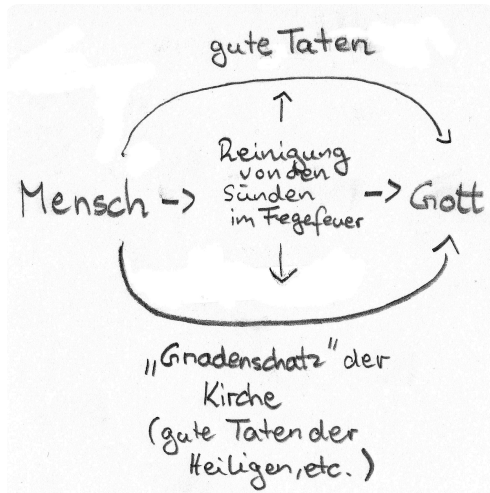 gute Taten
Reinigung
von den
Mensch -> Sünden -> Gott
im Fegefeuer
„Gnadenschatz" der
Kirche
(gute Taten der
Heiligen, etc.)